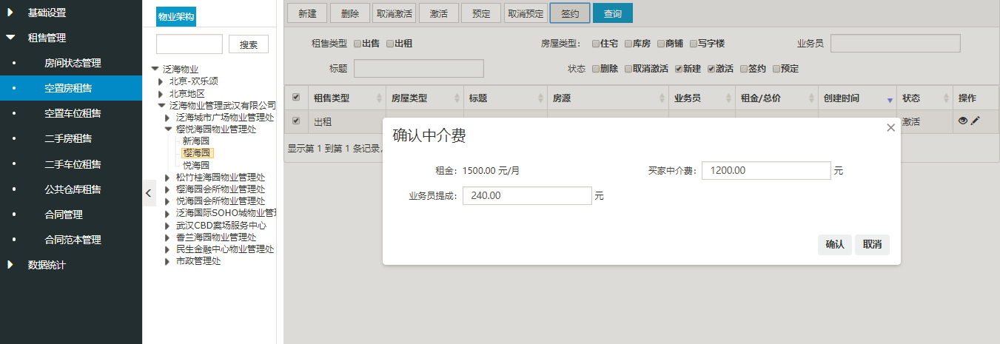 基础设置
租售管理
房间状态管理
空置房租售
空置车位租售
二手房租售
二手车位租售
公共仓库租售
合同管理
合同范本管理
数据统计
物业架构
搜索
泛海物业
北京-欢乐颂
北京地区
泛海物业管理武汉有限公司
泛海城市广场物业管理处
樱悦海园物业管理处
新海园
樱海园
悦海园
松竹桂海园物业管理处
樱海园会所物业管理处
悦海园会所物业管理处
泛海国际SOHO城物业管理
武汉CBD案场服务中心
香兰海园物业管理处
民生金融中心物业管理处
市政管理处
新建 删除 取消激活 激活 预定 取消预定 签约 查询
租售类型 出售 出租 房屋类型: 住宅 库房 商铺 写字楼 业务员
标题 状态 删除 取消激活 新建 激活 签约 预定
租售类型 房屋类型 标题 房源 业务员 租金/总价 创建时间 状态 操作
出租 激活
显示第 1 到第 1 条记录，
确认中介费
租金: 1500.00 元/月 买家中介费: 1200.00 元
业务员提成: 240.00 元
确认 取消